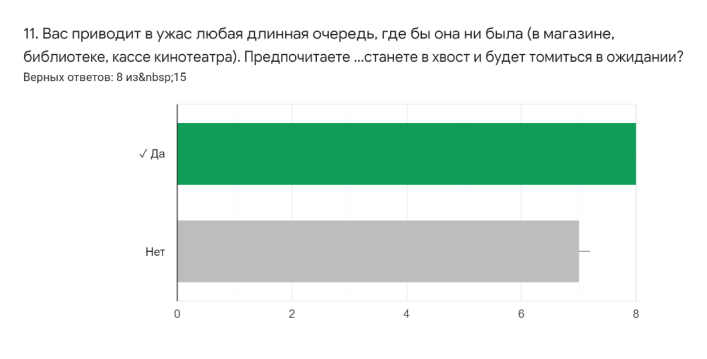 11. Вас приводит в ужас любая длинная очередь, где бы она ни была (в магазине,
библиотеке, кассе кинотеатра). Предпочитаете ...станете в хвост и будет томиться в ожидании?
Верных ответов: 8 из&nbsp;15
✓ Да
Нет
0 2 4 6 8